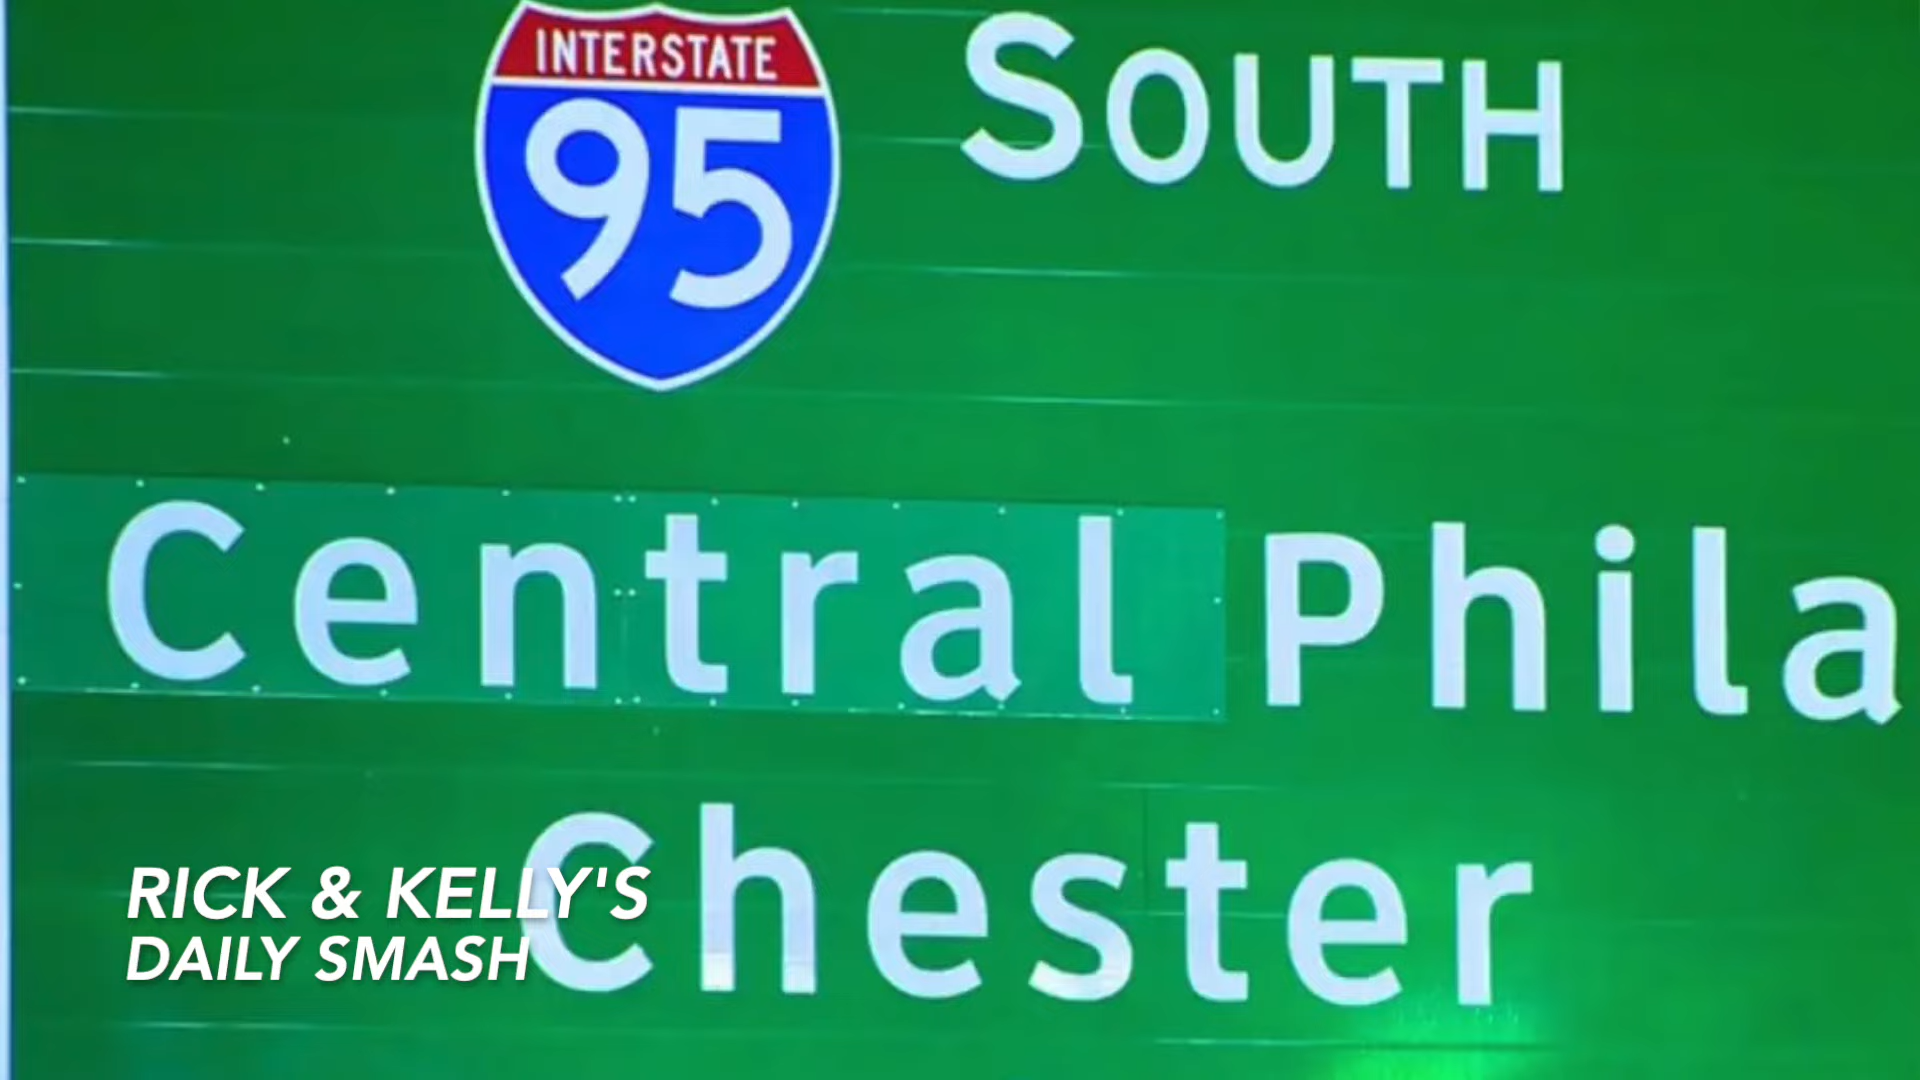 INTERSTATE
95
SOUTH
Central Phila
Chester
RICK & KELLY'S
DAILY SMASH